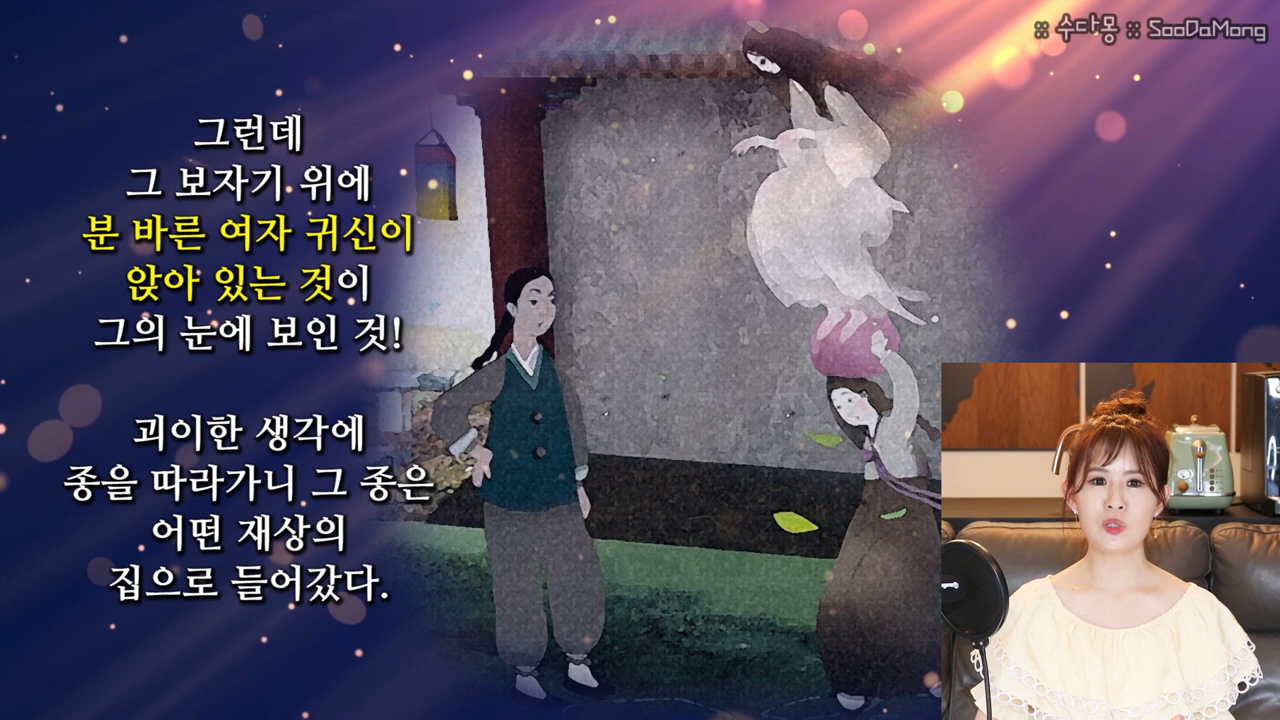 :: 수다몽 :: SooDaMong
그런데
그 보자기 위에
분 바른 여자 귀신이
앉아 있는 것이
그의 눈에 보인 것!
괴이한 생각에
종을 따라가니 그 종은
어떤 재상의
집으로 들어갔다.